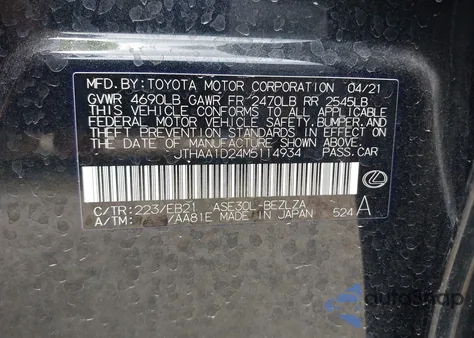 MFD. BY: TOYOTA MOTOR CORPORATION 04/21
GVWR 4690LB GAWR FR 2470LB RR 2545LB
THIS VEHICLE CONFORMS TO ALL APPLICABLE
FEDERAL MOTOR VEHICLE SAFETY, BUMPER,
AND THEFT PREVENTION STANDARDS IN EFFECT
ON THE DATE OF MANUFACTURE SHOWN ABOVE.
JTHAA1D24M5114934 PASS.CAR
C/TR: 223/EB21 ASE30L-BEZLZA
A/TM: /AA81E MADE IN JAPAN 524 A
AutoSnap